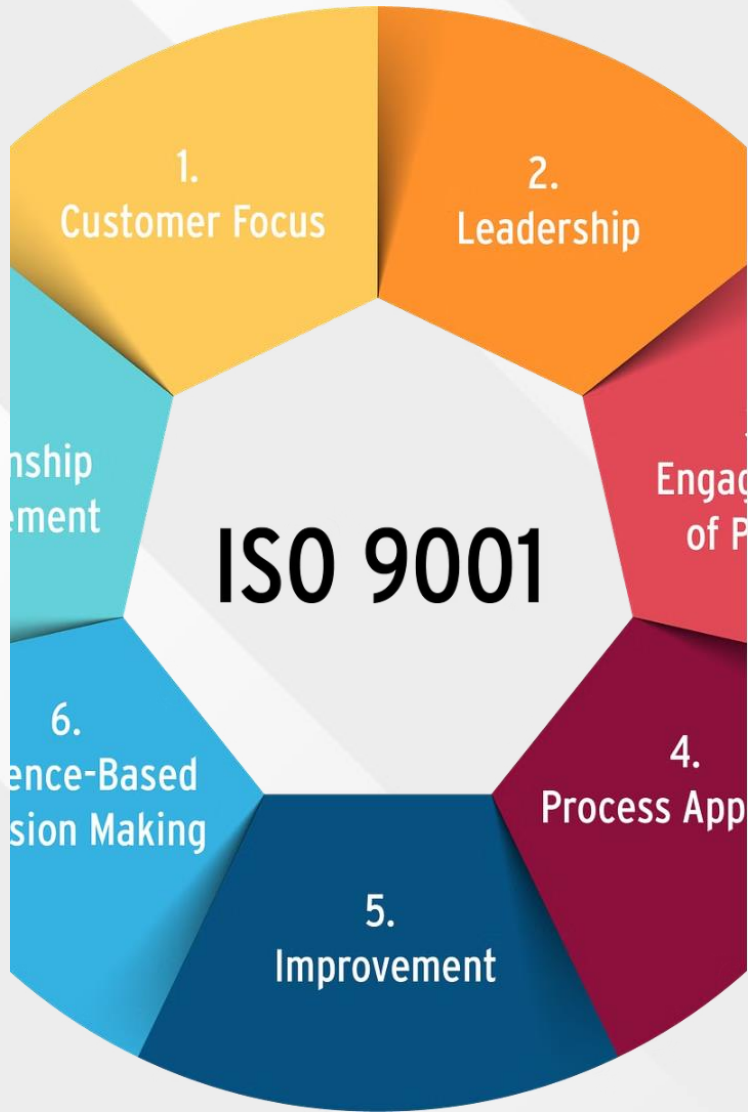 1.
Customer Focus
2.
Leadership
Engag
of P
4.
Process App
5.
Improvement
6.
ence-Based
sion Making
nship
ement
ISO 9001